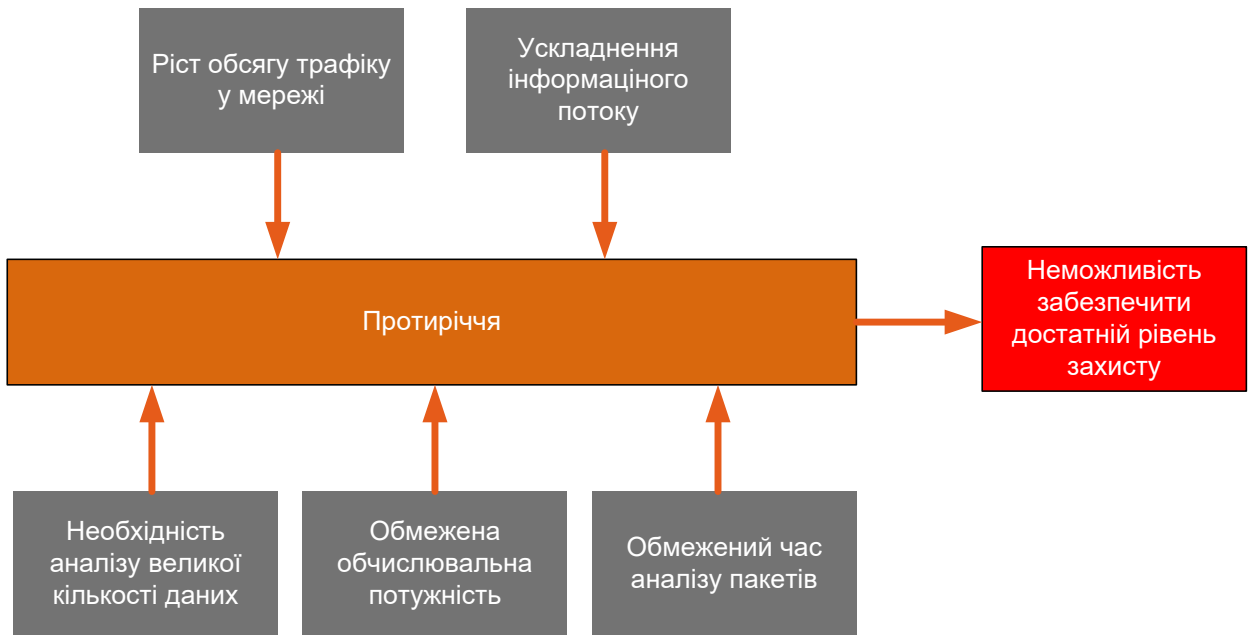 Ріст обсягу трафіку
у мережі
Ускладнення
інформаціного
потоку
Протиріччя
Неможливість
забезпечити
достатній рівень
захисту
Необхідність
аналізу великої
кількості даних
Обмежена
обчислювальна
потужність
Обмежений час
аналізу пакетів